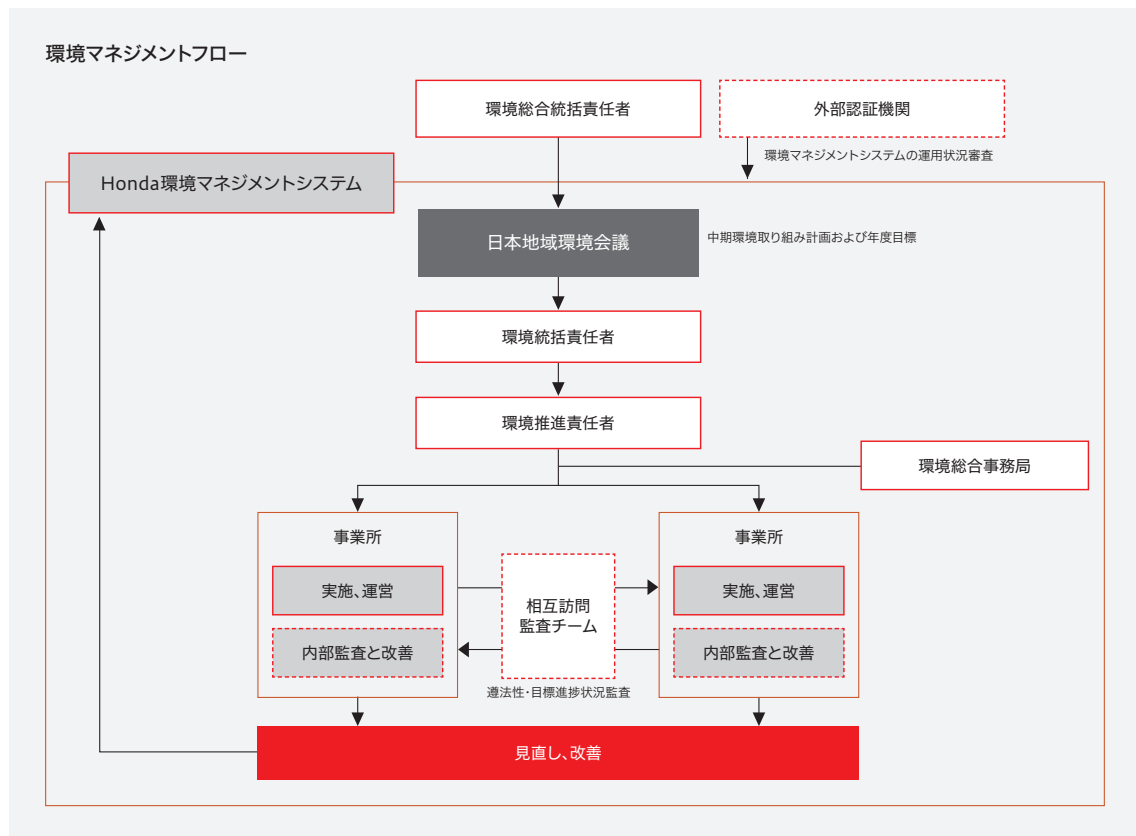 環境マネジメントフロー
環境総合統括責任者
外部認証機関
環境マネジメントシステムの運用状況審査
Honda環境マネジメントシステム
日本地域環境会議
中期環境取り組み計画および年度目標
環境統括責任者
環境推進責任者
環境総合事務局
事業所
実施、運営
内部監査と改善
相互訪問
監査チーム
遵法性・目標進捗状況監査
事業所
実施、運営
内部監査と改善
見直し、改善